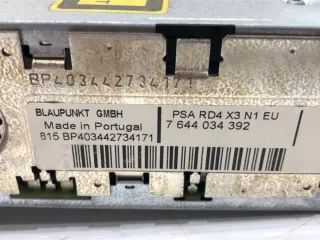 BP403442734171
BLAUPUNKT GMBH
Made in Portugal
815 BP403442734171
PSA RD4 X3 N1 EU
7 644 034 392